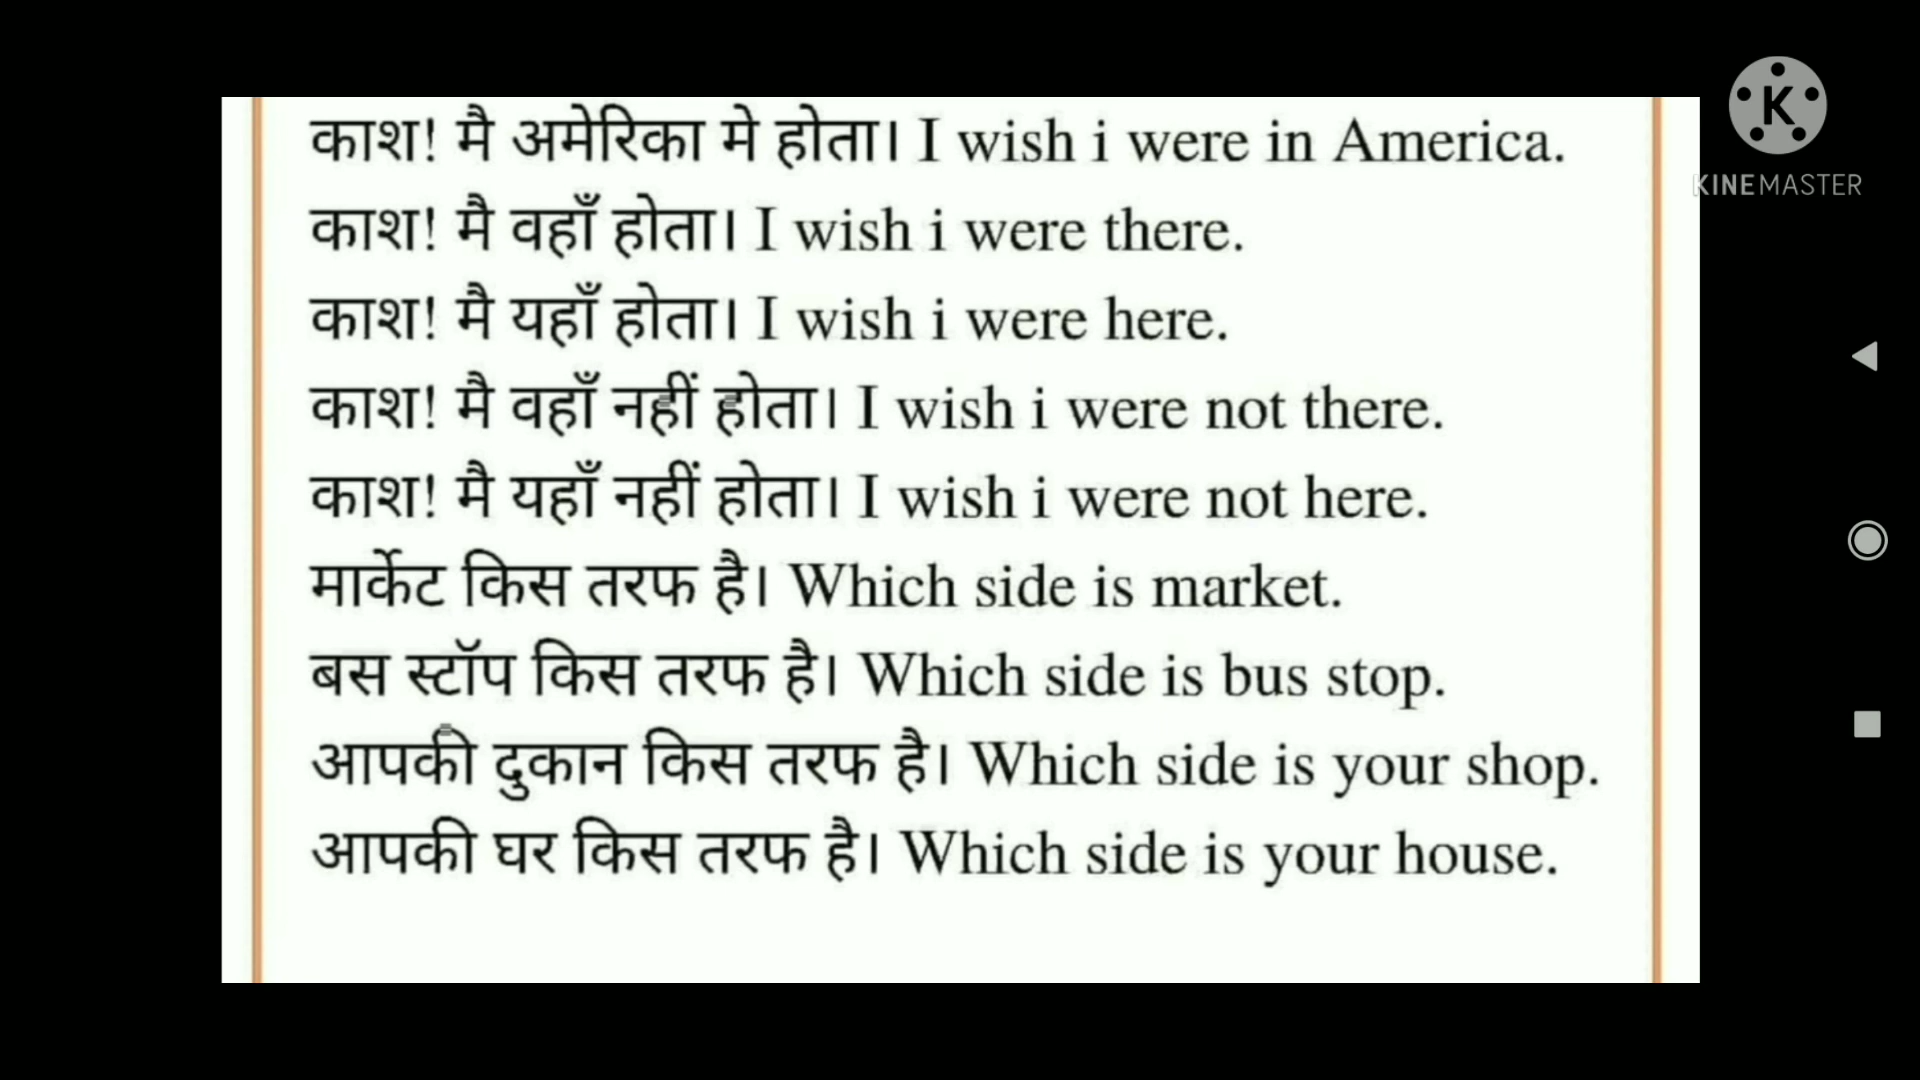 काश! मै अमेरिका मे होता। I wish i were in America.
काश! मै वहाँ होता। I wish i were there.
काश! मै यहाँ होता। I wish i were here.
काश! मै वहाँ नहीं होता। I wish i were not there.
काश! मै यहाँ नहीं होता। I wish i were not here.
मार्केट किस तरफ है। Which side is market.
बस स्टॉप किस तरफ है। Which side is bus stop.
आपकी दुकान किस तरफ है। Which side is your shop.
आपकी घर किस तरफ है। Which side is your house.
K
KINEMASTER